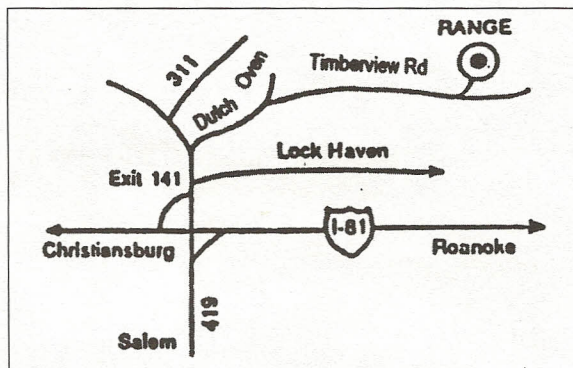 RANGE
311
Dutch Oven
Timberview Rd
Lock Haven
Exit 141
I-81
Christiansburg
Roanoke
419
Salem